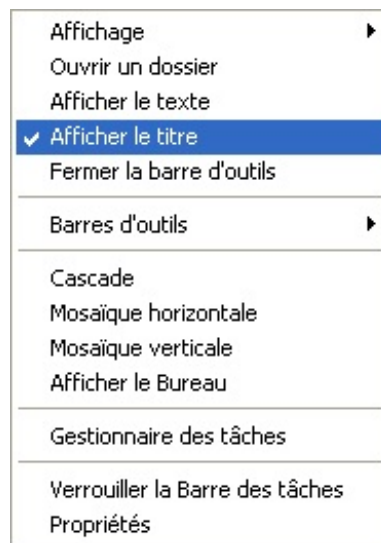 Affichage
Ouvrir un dossier
Afficher le texte
Afficher le titre
Fermer la barre d'outils
Barres d'outils
Cascade
Mosaïque horizontale
Mosaïque verticale
Afficher le Bureau
Gestionnaire des tâches
Verrouiller la Barre des tâches
Propriétés